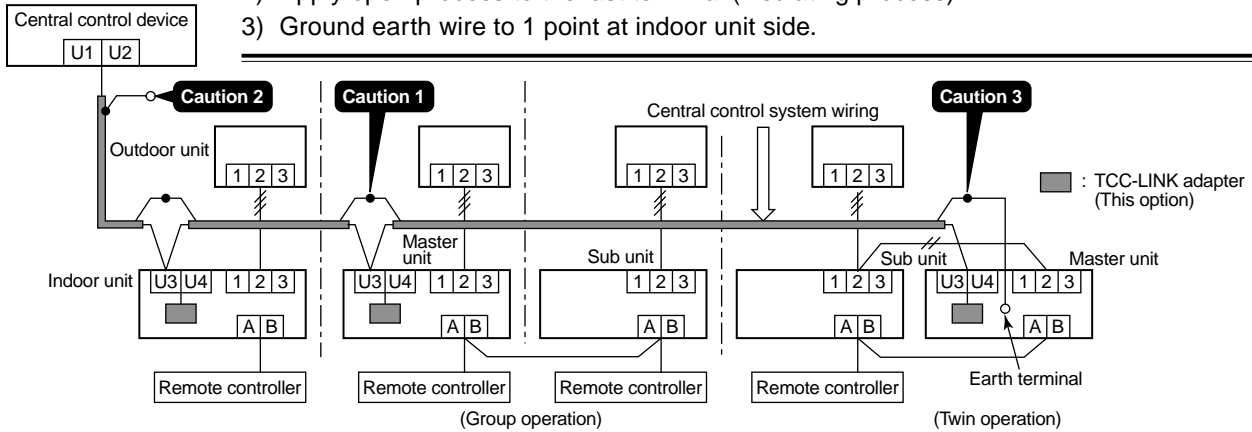 3) Ground earth wire to 1 point at indoor unit side.
Central control device
U1 U2
Caution 2
Caution 1
Central control system wiring
Caution 3
Outdoor unit
1 2 3
1 2 3
1 2 3
1 2 3
: TCC-LINK adapter
(This option)
Indoor unit
U3 U4
1 2 3
Master
unit
U3 U4
1 2 3
Sub unit
1 2 3
Sub unit
1 2 3
Master unit
U3 U4
1 2 3
A B
A B
A B
A B
A B
Earth terminal
Remote controller
Remote controller
Remote controller
Remote controller
(Group operation)
(Twin operation)